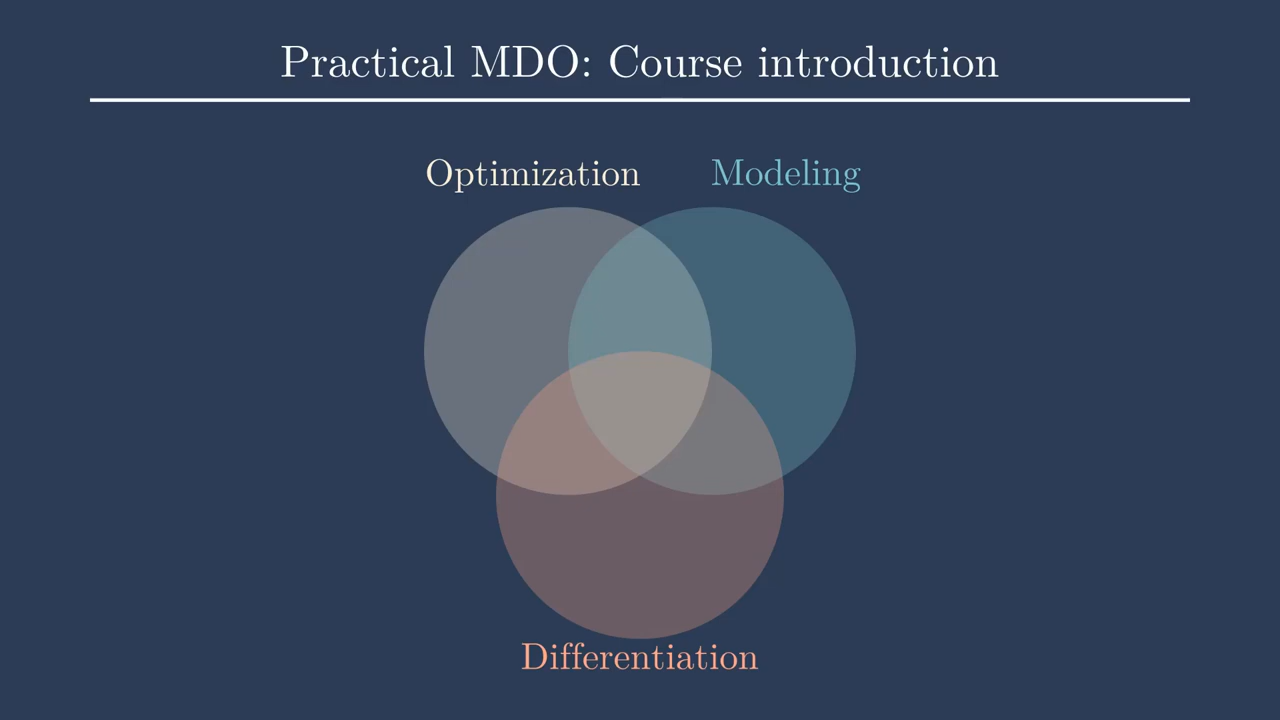 Practical MDO: Course introduction
Optimization
Modeling
Differentiation